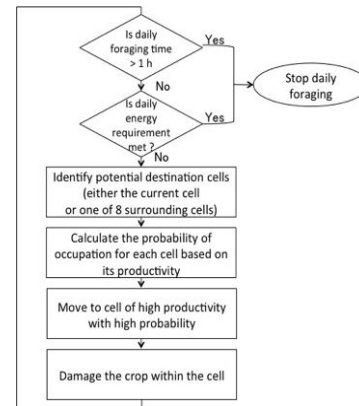 Is daily
foraging time
> 1 h
Yes
No
Is daily
energy
requirement
met ?
Yes
No
Stop daily
foraging
Identify potential destination cells
(either the current cell
or one of 8 surrounding cells)
Calculate the probability of
occupation for each cell based on
its productivity
Move to cell of high productivity
with high probability
Damage the crop within the cell